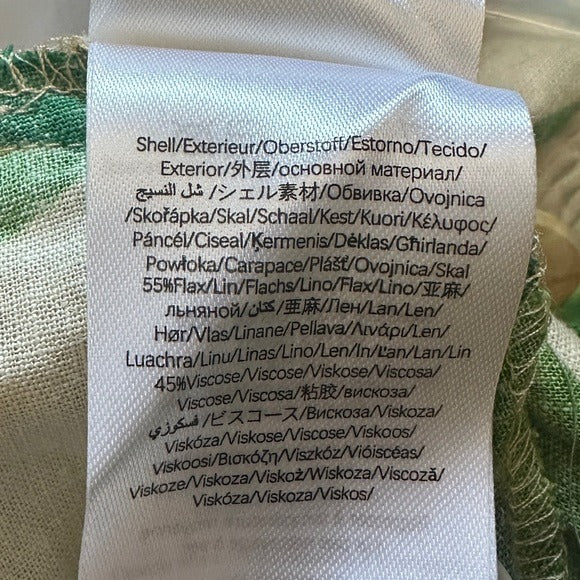 Shell/Exterieur/Oberstoff/Estorno/Tecido/
Exterior/外层/основной материал/
شل النسيج /シェル素材/Обвивка/Ovojnica
/Skořápka/Skal/Schaal/Kest/Kuori/Κέλυφος/
Páncél/Ciseal/Ķermenis/Dėklas/Għirlanda/
Powłoka/Carapace/Plášť/Ovojnica/Skal
55%Flax/Lin/Flachs/Lino/Flax/Lino/亚麻/
льняной/كتان/亜麻/Лен/Lan/Len/
Hør/Vlas/Linane/Pellava/Λινάρι/Len/
Luachra/Linu/Linas/Lino/Len/In/Ľan/Lan/Lin
45%Viscose/Viscose/Viskose/Viscosa/
Viscose/Viscosa/粘胶/вискоза/
فسكوزي/ビスコース/Вискоза/Viskoza/
Viskóza/Viskose/Viscose/Viskoos/
Viskoosi/Βισκόζη/Viszkóz/Vióiscéas/
Viskoze/Viskoza/Viskoż/Wiskoza/Viscoză/
Viskóza/Viskoza/Viskos/